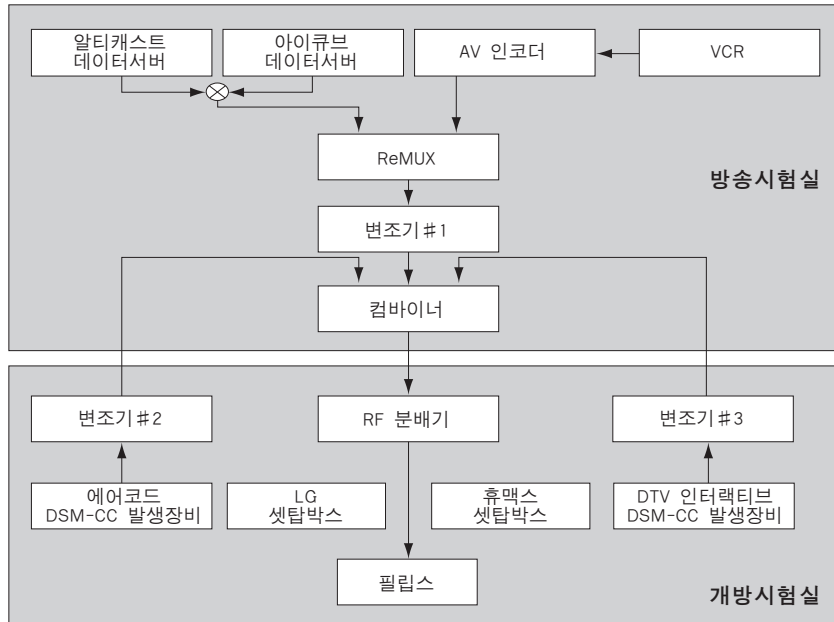 알티캐스트
데이터서버
아이큐브
데이터서버
AV 인코더
VCR
ReMUX
방송시험실
변조기#1
컴바이너
변조기#2
RF 분배기
변조기#3
에어코드
DSM-CC 발생장비
LG
셋탑박스
휴맥스
셋탑박스
DTV 인터랙티브
DSM-CC 발생장비
필립스
개방시험실